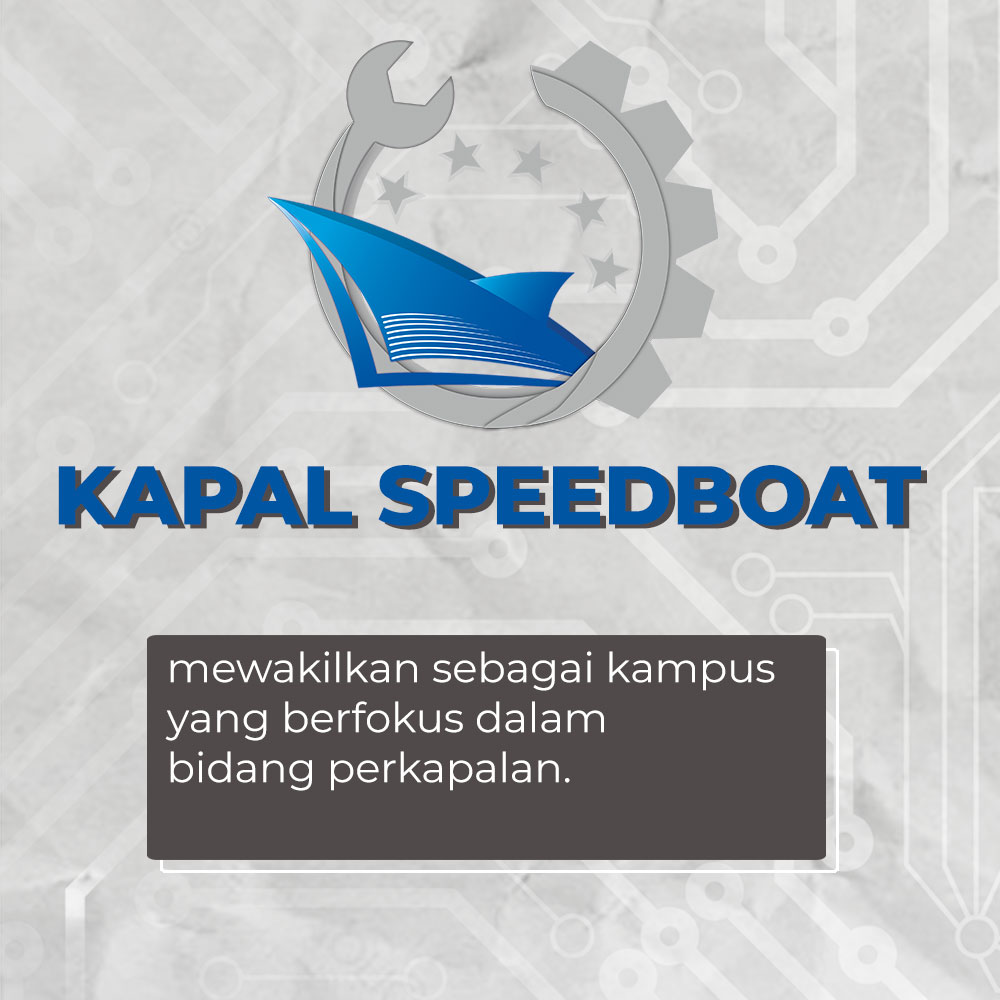 KAPAL SPEEDBOAT
mewakilkan sebagai kampus
yang berfokus dalam
bidang perkapalan.